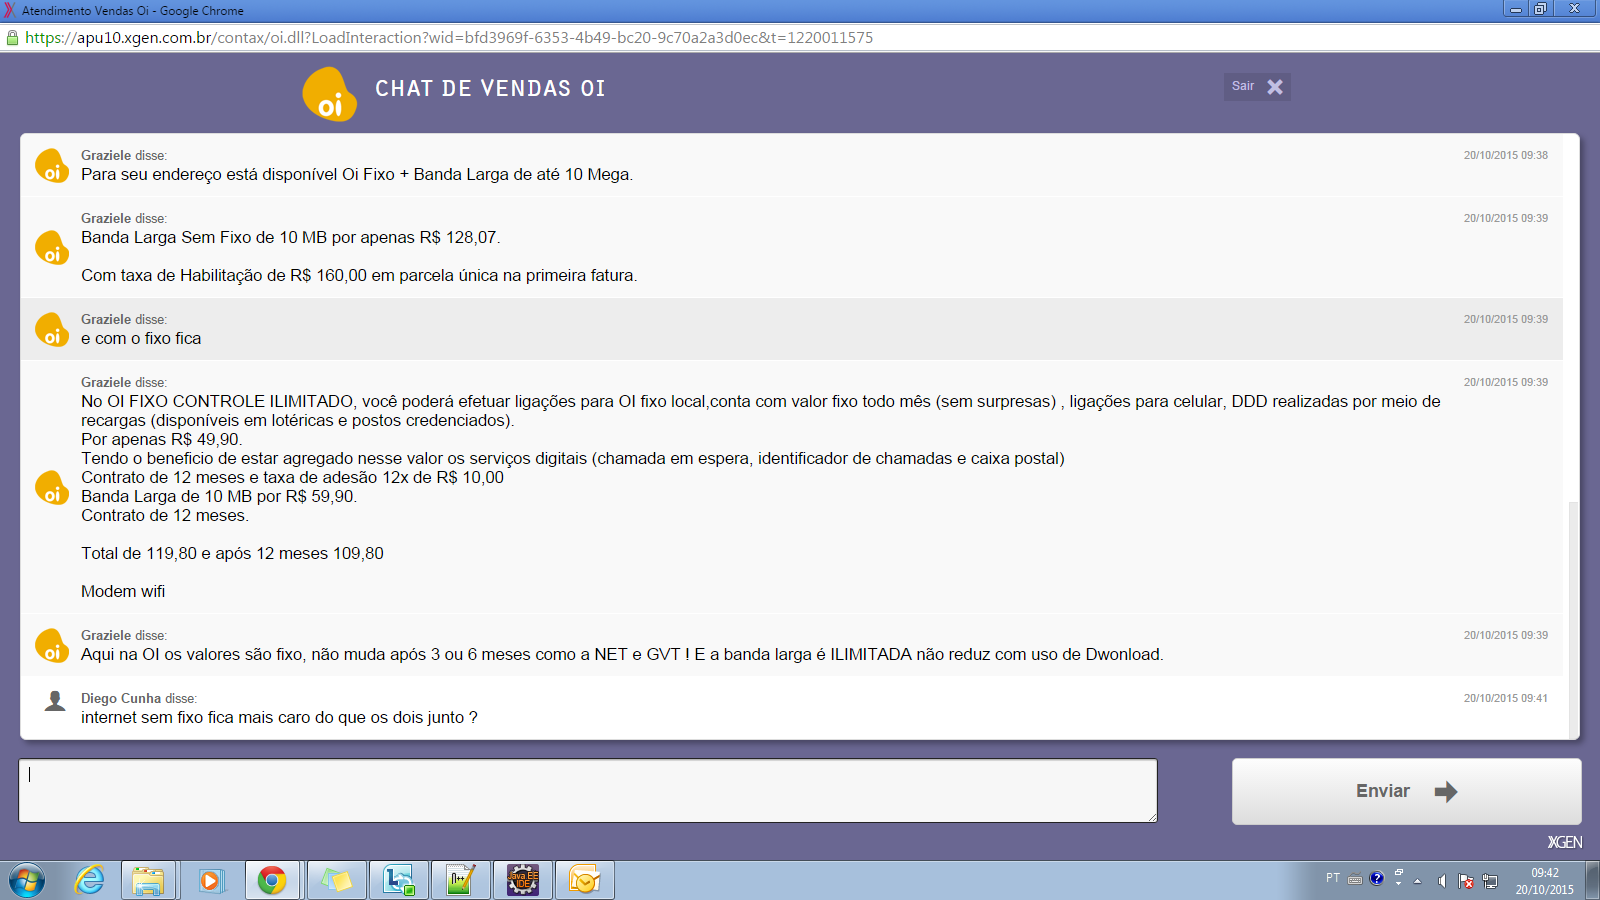 Atendimento Vendas Oi - Google Chrome
https://apu10.xgen.com.br/contax/oi.dll?LoadInteraction?wid=bfd3969f-6353-4b49-bc20-9c70a2a3d0ec&t=1220011575
oi
CHAT DE VENDAS OI
Sair
oi
Graziele disse:
20/10/2015 09:38
Para seu endereço está disponível Oi Fixo + Banda Larga de até 10 Mega.
oi
Graziele disse:
20/10/2015 09:39
Banda Larga Sem Fixo de 10 MB por apenas R$ 128,07.
Com taxa de Habilitação de R$ 160,00 em parcela única na primeira fatura.
oi
Graziele disse:
20/10/2015 09:39
e com o fixo fica
oi
Graziele disse:
20/10/2015 09:39
No OI FIXO CONTROLE ILIMITADO, você poderá efetuar ligações para OI fixo local,conta com valor fixo todo mês (sem surpresas) , ligações para celular, DDD realizadas por meio de
recargas (disponíveis em lotéricas e postos credenciados).
Por apenas R$ 49,90.
Tendo o beneficio de estar agregado nesse valor os serviços digitais (chamada em espera, identificador de chamadas e caixa postal)
Contrato de 12 meses e taxa de adesão 12x de R$ 10,00
Banda Larga de 10 MB por R$ 59,90.
Contrato de 12 meses.
Total de 119,80 e após 12 meses 109,80
Modem wifi
oi
Graziele disse:
20/10/2015 09:39
Aqui na OI os valores são fixo, não muda após 3 ou 6 meses como a NET e GVT ! E a banda larga é ILIMITADA não reduz com uso de Dwonload.
Diego Cunha disse:
20/10/2015 09:41
internet sem fixo fica mais caro do que os dois junto ?
Enviar
XGEN
Java EE
IDE
PT
09:42
20/10/2015